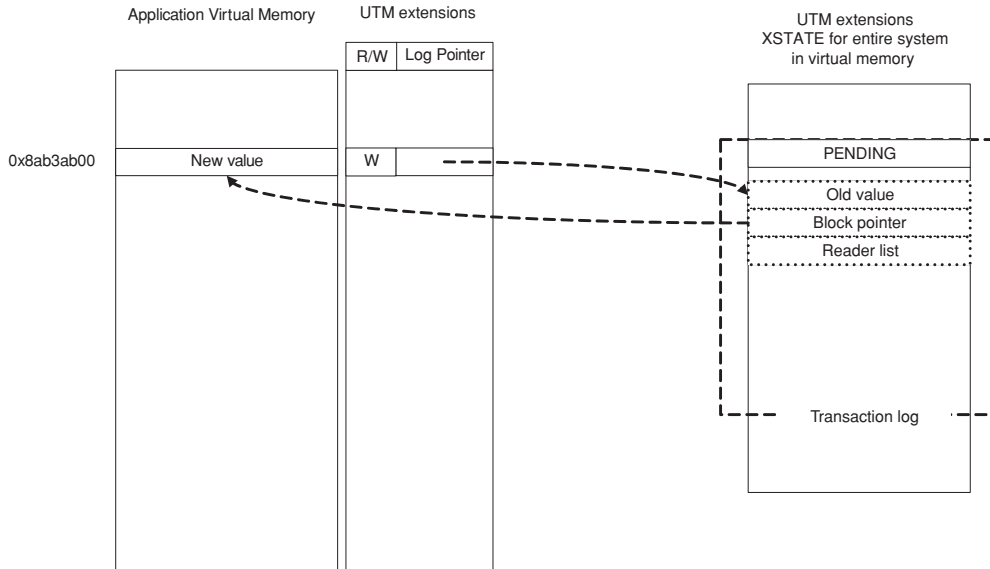 Application Virtual Memory
UTM extensions
UTM extensions
XSTATE for entire system
in virtual memory
R/W
Log Pointer
0x8ab3ab00
New value
W
PENDING
Old value
Block pointer
Reader list
Transaction log